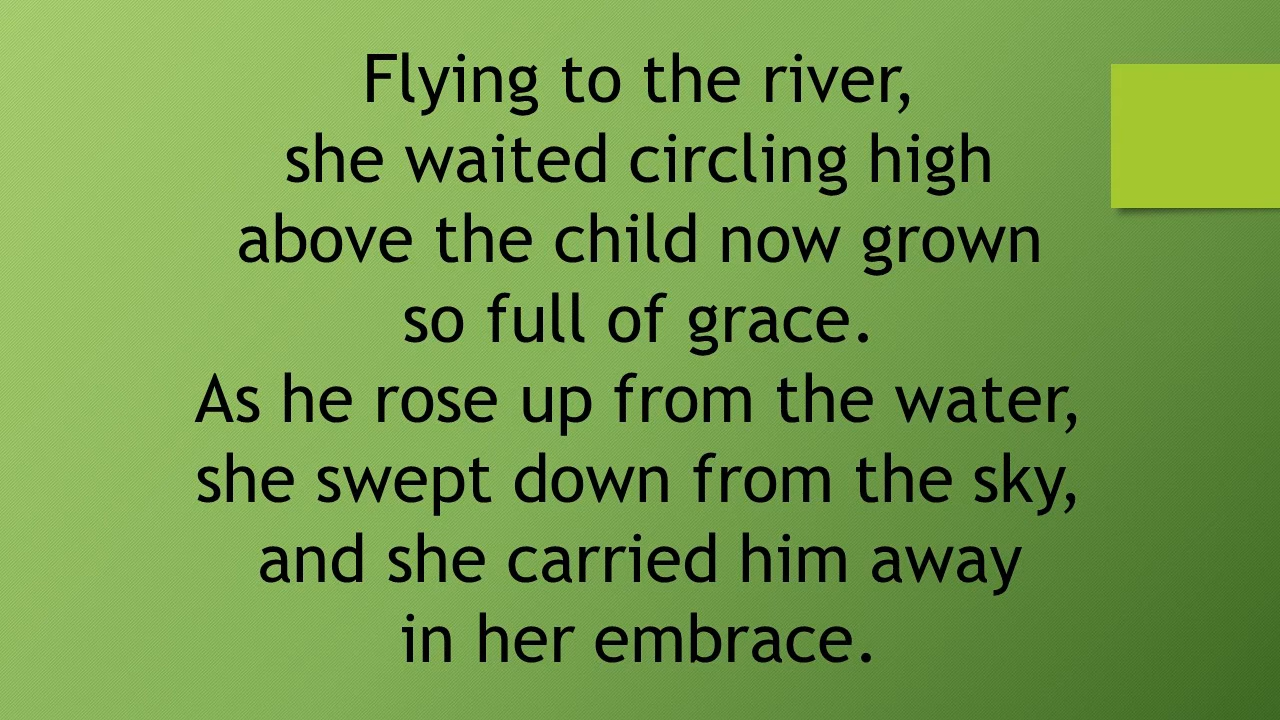 Flying to the river,
she waited circling high
above the child now grown
so full of grace.
As he rose up from the water,
she swept down from the sky,
and she carried him away
in her embrace.